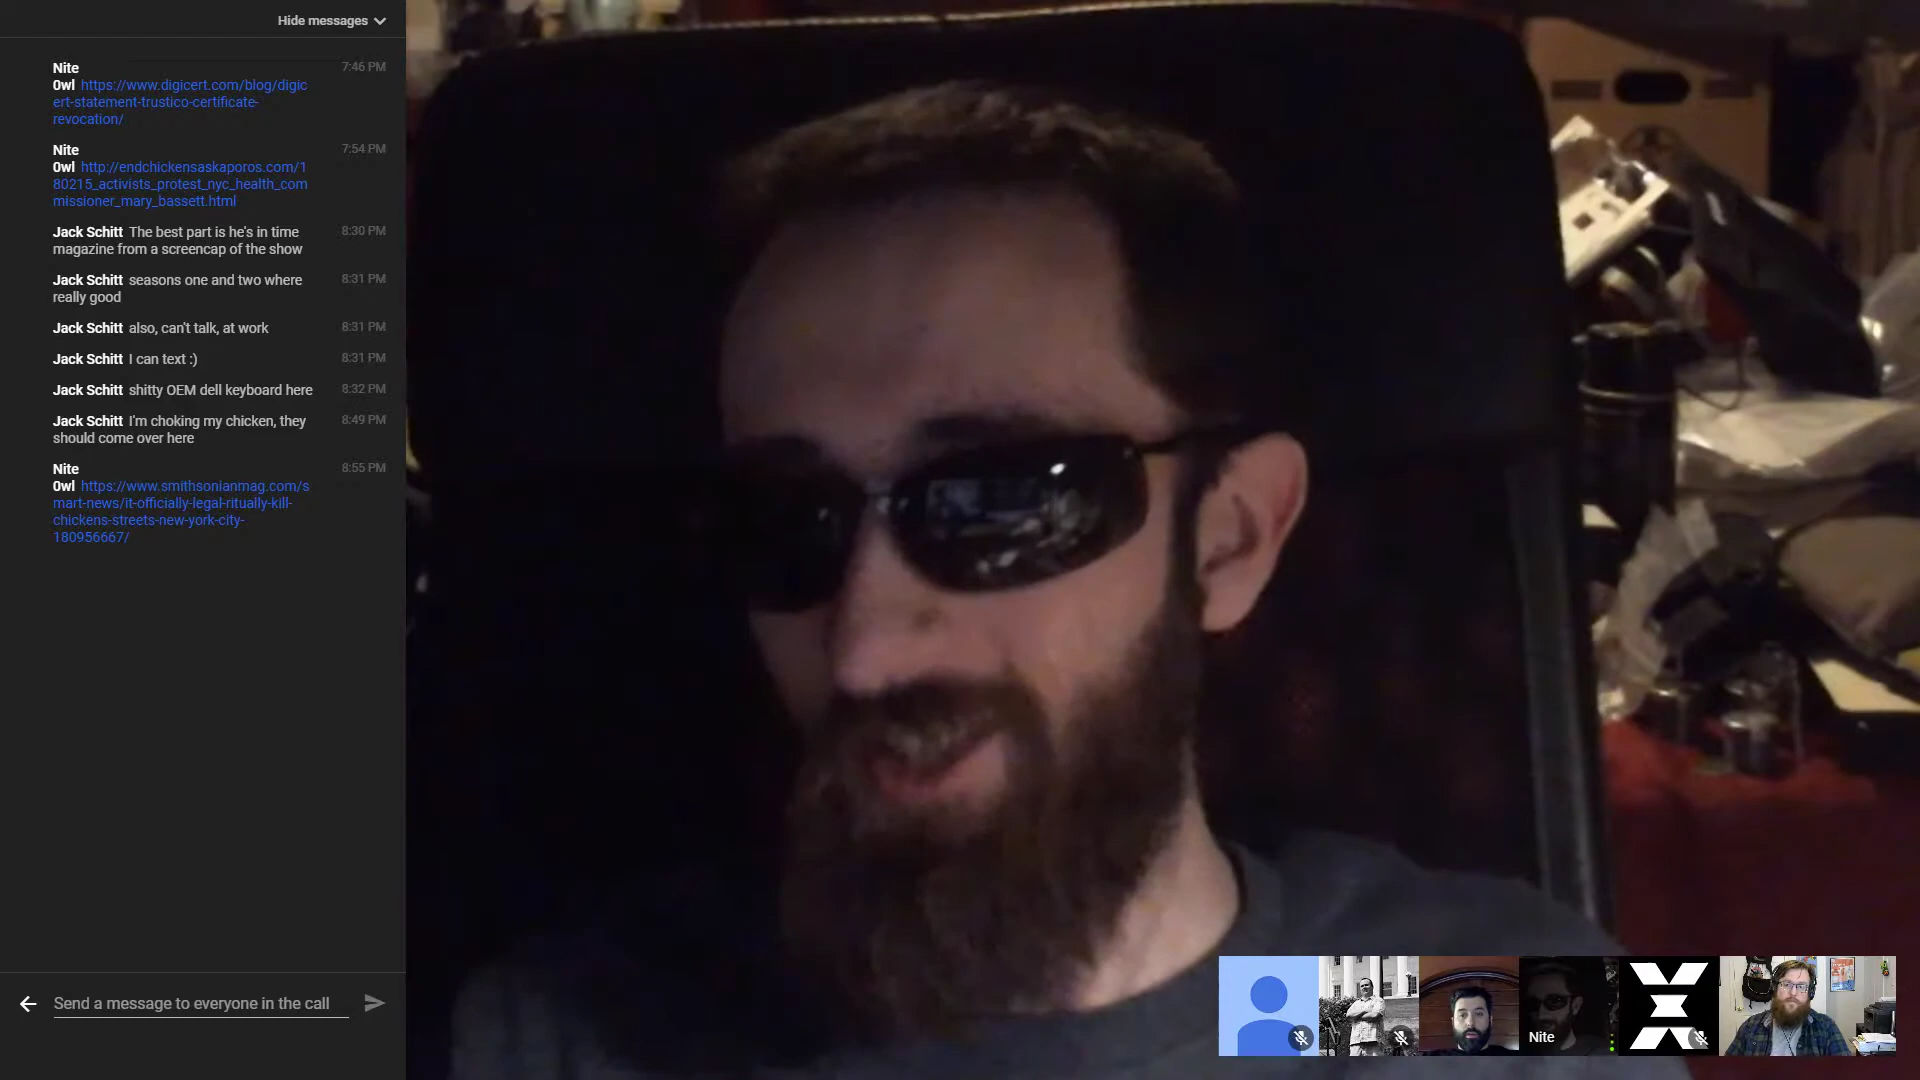 Hide messages
Nite 7:46 PM
0wl https://www.digicert.com/blog/digic
ert-statement-trustico-certificate-
revocation/
Nite 7:54 PM
0wl http://endchickensaskaporos.com/1
80215_activists_protest_nyc_health_com
missioner_mary_bassett.html
Jack Schitt The best part is he's in time 8:30 PM
magazine from a screencap of the show
Jack Schitt seasons one and two where 8:31 PM
really good
Jack Schitt also, can't talk, at work 8:31 PM
Jack Schitt I can text :) 8:31 PM
Jack Schitt shitty OEM dell keyboard here 8:32 PM
Jack Schitt I'm choking my chicken, they 8:49 PM
should come over here
Nite 8:55 PM
0wl https://www.smithsonianmag.com/s
mart-news/it-officially-legal-ritually-kill-
chickens-streets-new-york-city-
180956667/
Send a message to everyone in the call
Nite